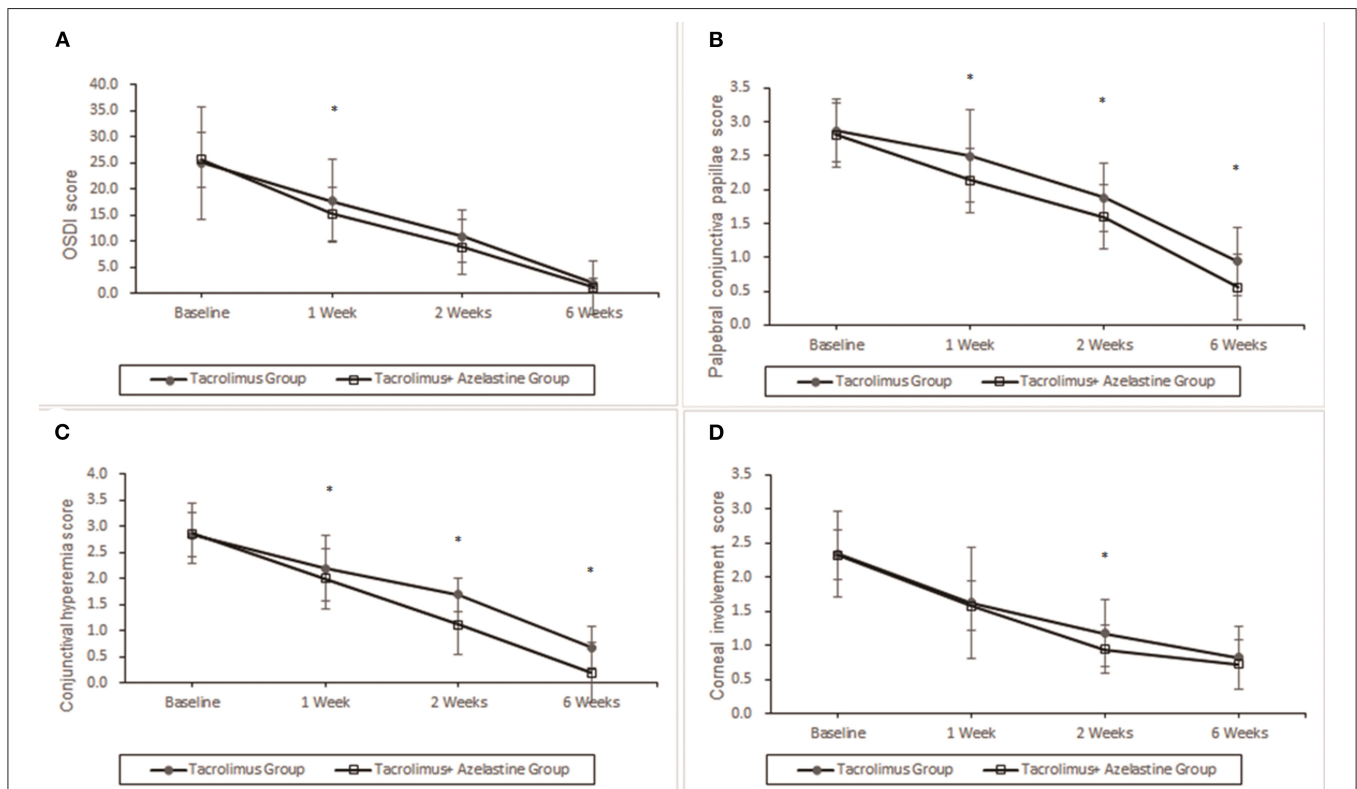 A
OSDI score
40.0
35.0
30.0
25.0
20.0
15.0
10.0
5.0
0.0
*
Baseline
1 Week
2 Weeks
6 Weeks
Tacrolimus Group
Tacrolimus+ Azelastine Group
B
Palpebral conjunctiva papillae score
3.5
3.0
2.5
2.0
1.5
1.0
0.5
0.0
*
*
*
Baseline
1 Week
2 Weeks
6 Weeks
Tacrolimus Group
Tacrolimus+ Azelastine Group
C
Conjunctival hyperemia score
4.0
3.5
3.0
2.5
2.0
1.5
1.0
0.5
0.0
*
*
*
Baseline
1 Week
2 Weeks
6 Weeks
Tacrolimus Group
Tacrolimus+ Azelastine Group
D
Corneal involvement score
3.5
3.0
2.5
2.0
1.5
1.0
0.5
0.0
*
Baseline
1 Week
2 Weeks
6 Weeks
Tacrolimus Group
Tacrolimus+ Azelastine Group